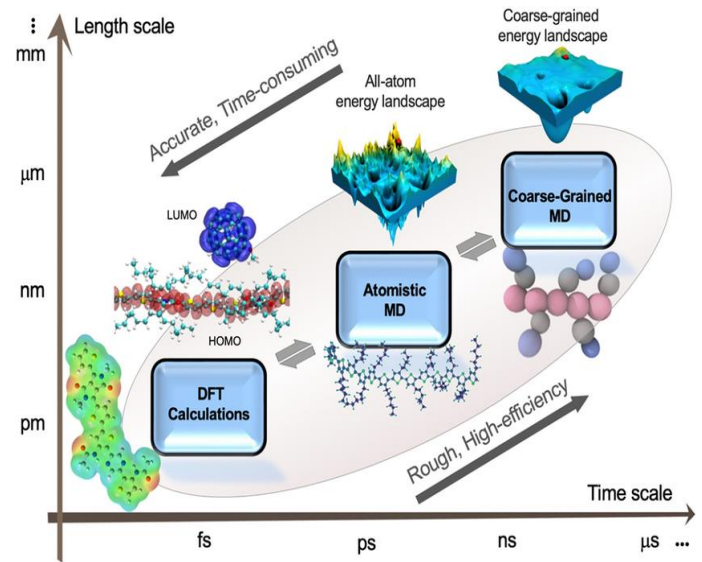 ⋮
Length scale
mm
μm
nm
pm
Coarse-grained
energy landscape
All-atom
energy landscape
Accurate, Time-consuming
Coarse-Grained
MD
LUMO
Atomistic
MD
HOMO
DFT
Calculations
Rough, High-efficiency
Time scale
fs
ps
ns
μs
...